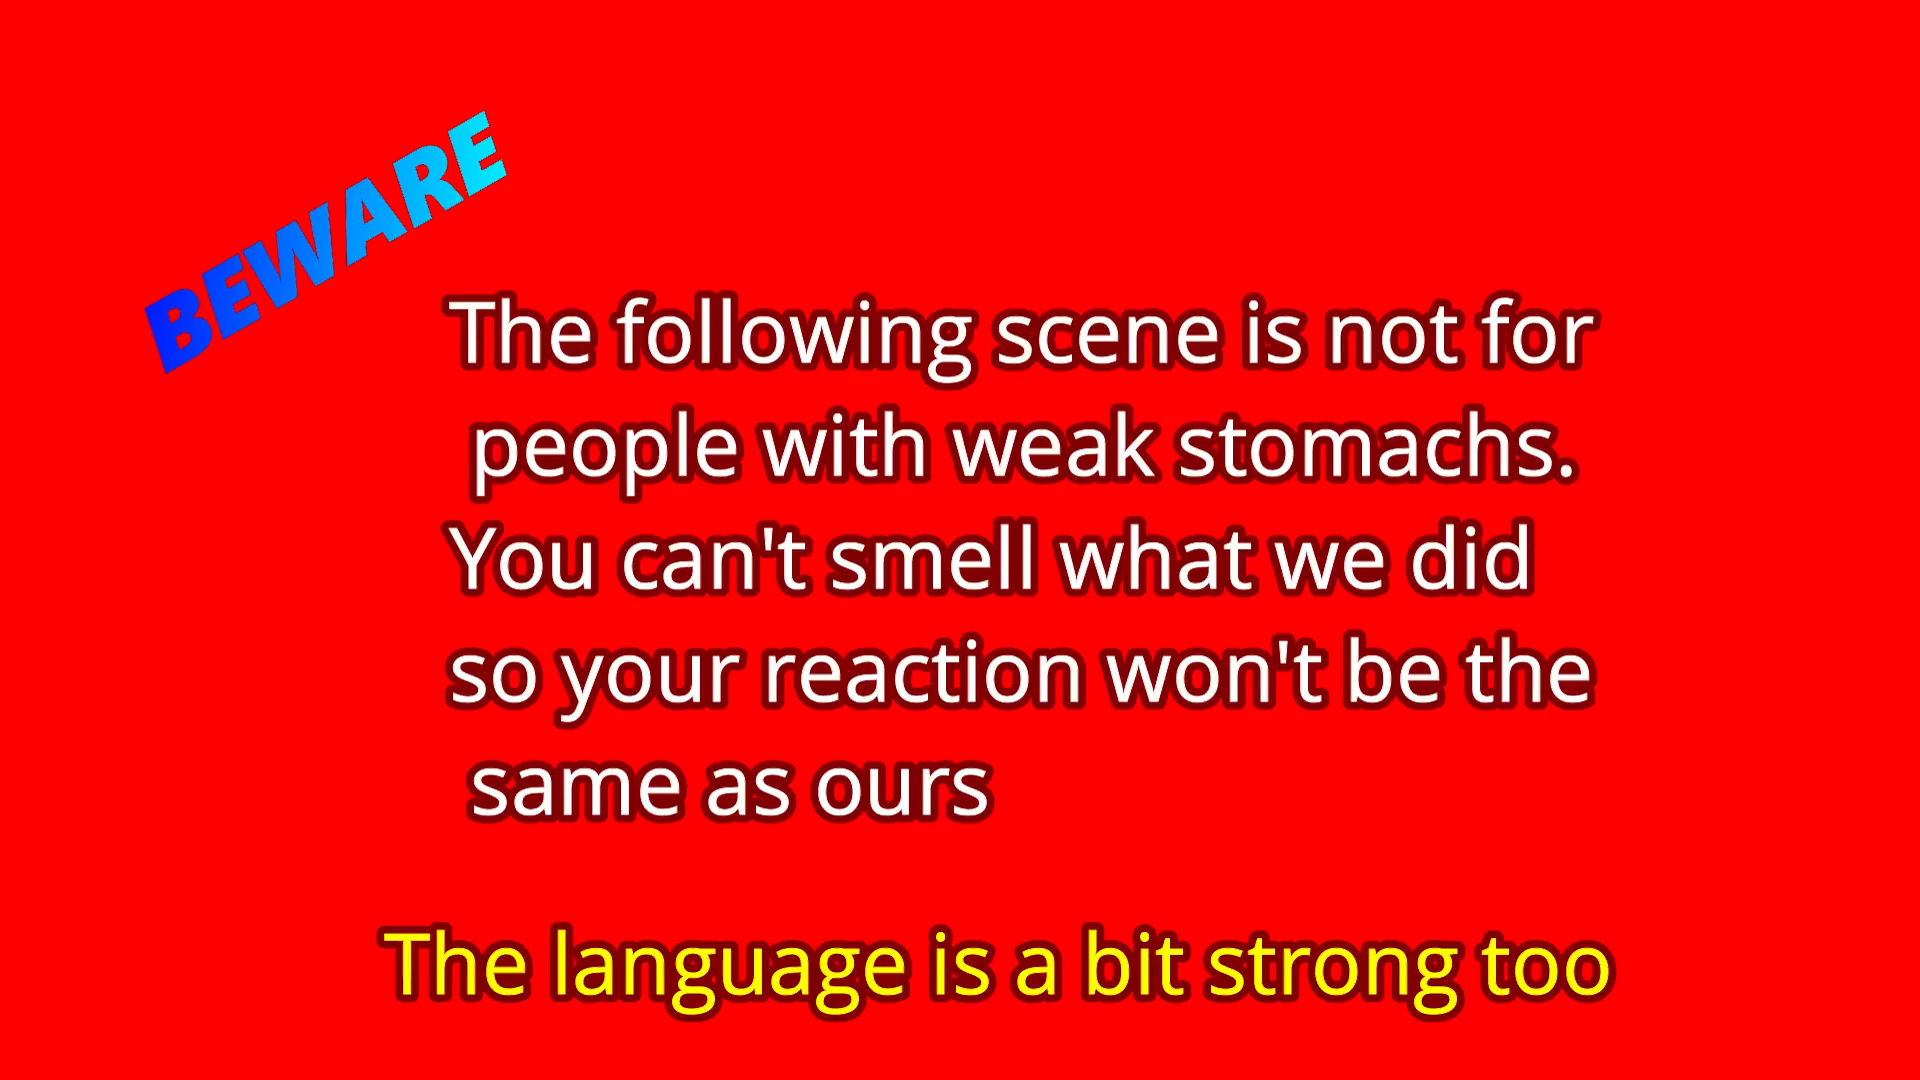 BEWARE
The following scene is not for
people with weak stomachs.
You can't smell what we did
so your reaction won't be the
same as ours
The language is a bit strong too